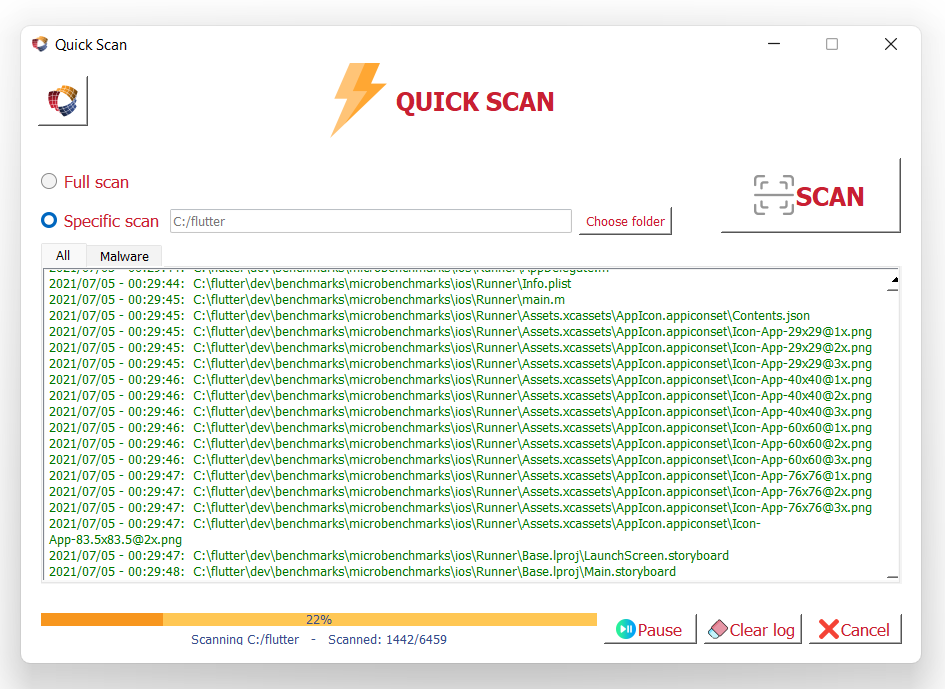 Quick Scan
QUICK SCAN
Full scan
SCAN
Specific scan
C:/flutter
Choose folder
All
Malware
2021/07/05 - 00:29:44: C:\flutter\dev\benchmarks\microbenchmarks\ios\Runner\AppDelegate.m
2021/07/05 - 00:29:44: C:\flutter\dev\benchmarks\microbenchmarks\ios\Runner\Info.plist
2021/07/05 - 00:29:45: C:\flutter\dev\benchmarks\microbenchmarks\ios\Runner\main.m
2021/07/05 - 00:29:45: C:\flutter\dev\benchmarks\microbenchmarks\ios\Runner\Assets.xcassets\AppIcon.appiconset\Contents.json
2021/07/05 - 00:29:45: C:\flutter\dev\benchmarks\microbenchmarks\ios\Runner\Assets.xcassets\AppIcon.appiconset\Icon-App-29x29@1x.png
2021/07/05 - 00:29:45: C:\flutter\dev\benchmarks\microbenchmarks\ios\Runner\Assets.xcassets\AppIcon.appiconset\Icon-App-29x29@2x.png
2021/07/05 - 00:29:45: C:\flutter\dev\benchmarks\microbenchmarks\ios\Runner\Assets.xcassets\AppIcon.appiconset\Icon-App-29x29@3x.png
2021/07/05 - 00:29:46: C:\flutter\dev\benchmarks\microbenchmarks\ios\Runner\Assets.xcassets\AppIcon.appiconset\Icon-App-40x40@1x.png
2021/07/05 - 00:29:46: C:\flutter\dev\benchmarks\microbenchmarks\ios\Runner\Assets.xcassets\AppIcon.appiconset\Icon-App-40x40@2x.png
2021/07/05 - 00:29:46: C:\flutter\dev\benchmarks\microbenchmarks\ios\Runner\Assets.xcassets\AppIcon.appiconset\Icon-App-40x40@3x.png
2021/07/05 - 00:29:46: C:\flutter\dev\benchmarks\microbenchmarks\ios\Runner\Assets.xcassets\AppIcon.appiconset\Icon-App-60x60@1x.png
2021/07/05 - 00:29:46: C:\flutter\dev\benchmarks\microbenchmarks\ios\Runner\Assets.xcassets\AppIcon.appiconset\Icon-App-60x60@2x.png
2021/07/05 - 00:29:46: C:\flutter\dev\benchmarks\microbenchmarks\ios\Runner\Assets.xcassets\AppIcon.appiconset\Icon-App-60x60@3x.png
2021/07/05 - 00:29:47: C:\flutter\dev\benchmarks\microbenchmarks\ios\Runner\Assets.xcassets\AppIcon.appiconset\Icon-App-76x76@1x.png
2021/07/05 - 00:29:47: C:\flutter\dev\benchmarks\microbenchmarks\ios\Runner\Assets.xcassets\AppIcon.appiconset\Icon-App-76x76@2x.png
2021/07/05 - 00:29:47: C:\flutter\dev\benchmarks\microbenchmarks\ios\Runner\Assets.xcassets\AppIcon.appiconset\Icon-App-76x76@3x.png
2021/07/05 - 00:29:47: C:\flutter\dev\benchmarks\microbenchmarks\ios\Runner\Assets.xcassets\AppIcon.appiconset\Icon-
App-83.5x83.5@2x.png
2021/07/05 - 00:29:47: C:\flutter\dev\benchmarks\microbenchmarks\ios\Runner\Base.lproj\LaunchScreen.storyboard
2021/07/05 - 00:29:48: C:\flutter\dev\benchmarks\microbenchmarks\ios\Runner\Base.lproj\Main.storyboard
22%
Scanning C:/flutter - Scanned: 1442/6459
Pause
Clear log
Cancel